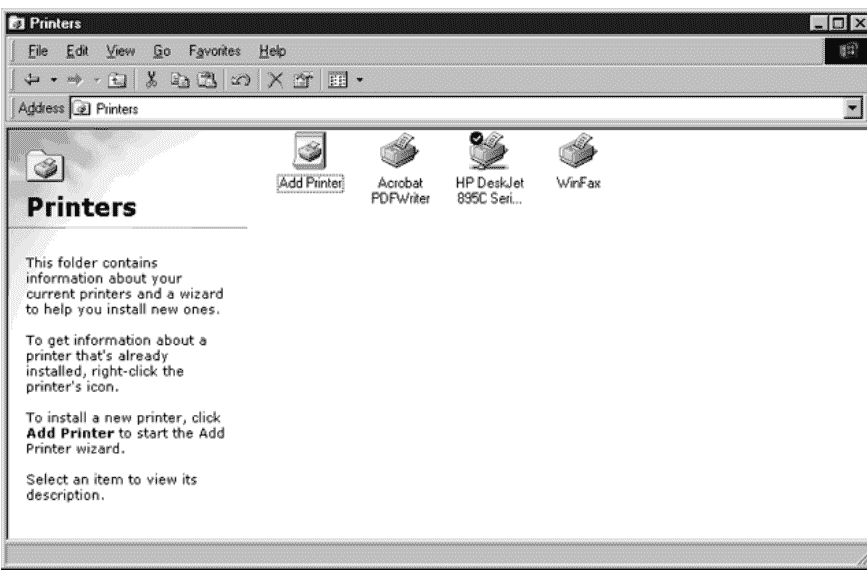 Printers
File Edit View Go Favorites Help
Address Printers
Add Printer
Acrobat
PDFWriter
HP DeskJet
895C Seri...
WinFax
Printers
This folder contains
information about your
current printers and a wizard
to help you install new ones.
To get information about a
printer that's already
installed, right-click the
printer's icon.
To install a new printer, click
Add Printer to start the Add
Printer wizard.
Select an item to view its
description.